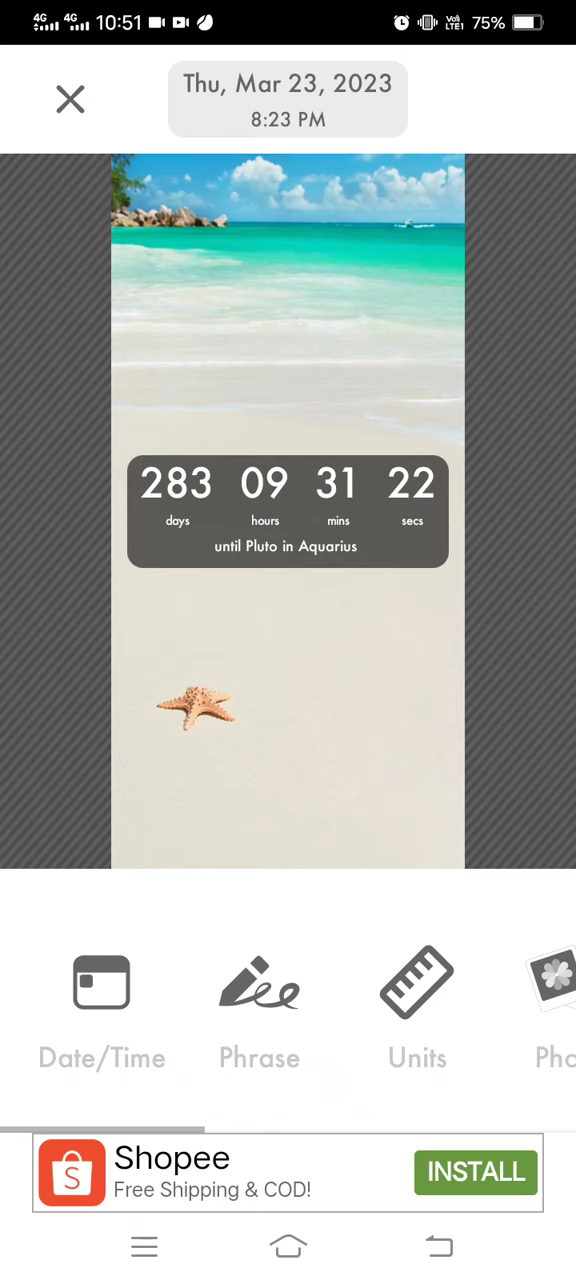 4G 4G 10:51 VoLTE1 75%
Thu, Mar 23, 2023
8:23 PM
283 09 31 22
days hours mins secs
until Pluto in Aquarius
Date/Time Phrase Units Pho
S Shopee
Free Shipping & COD!
INSTALL